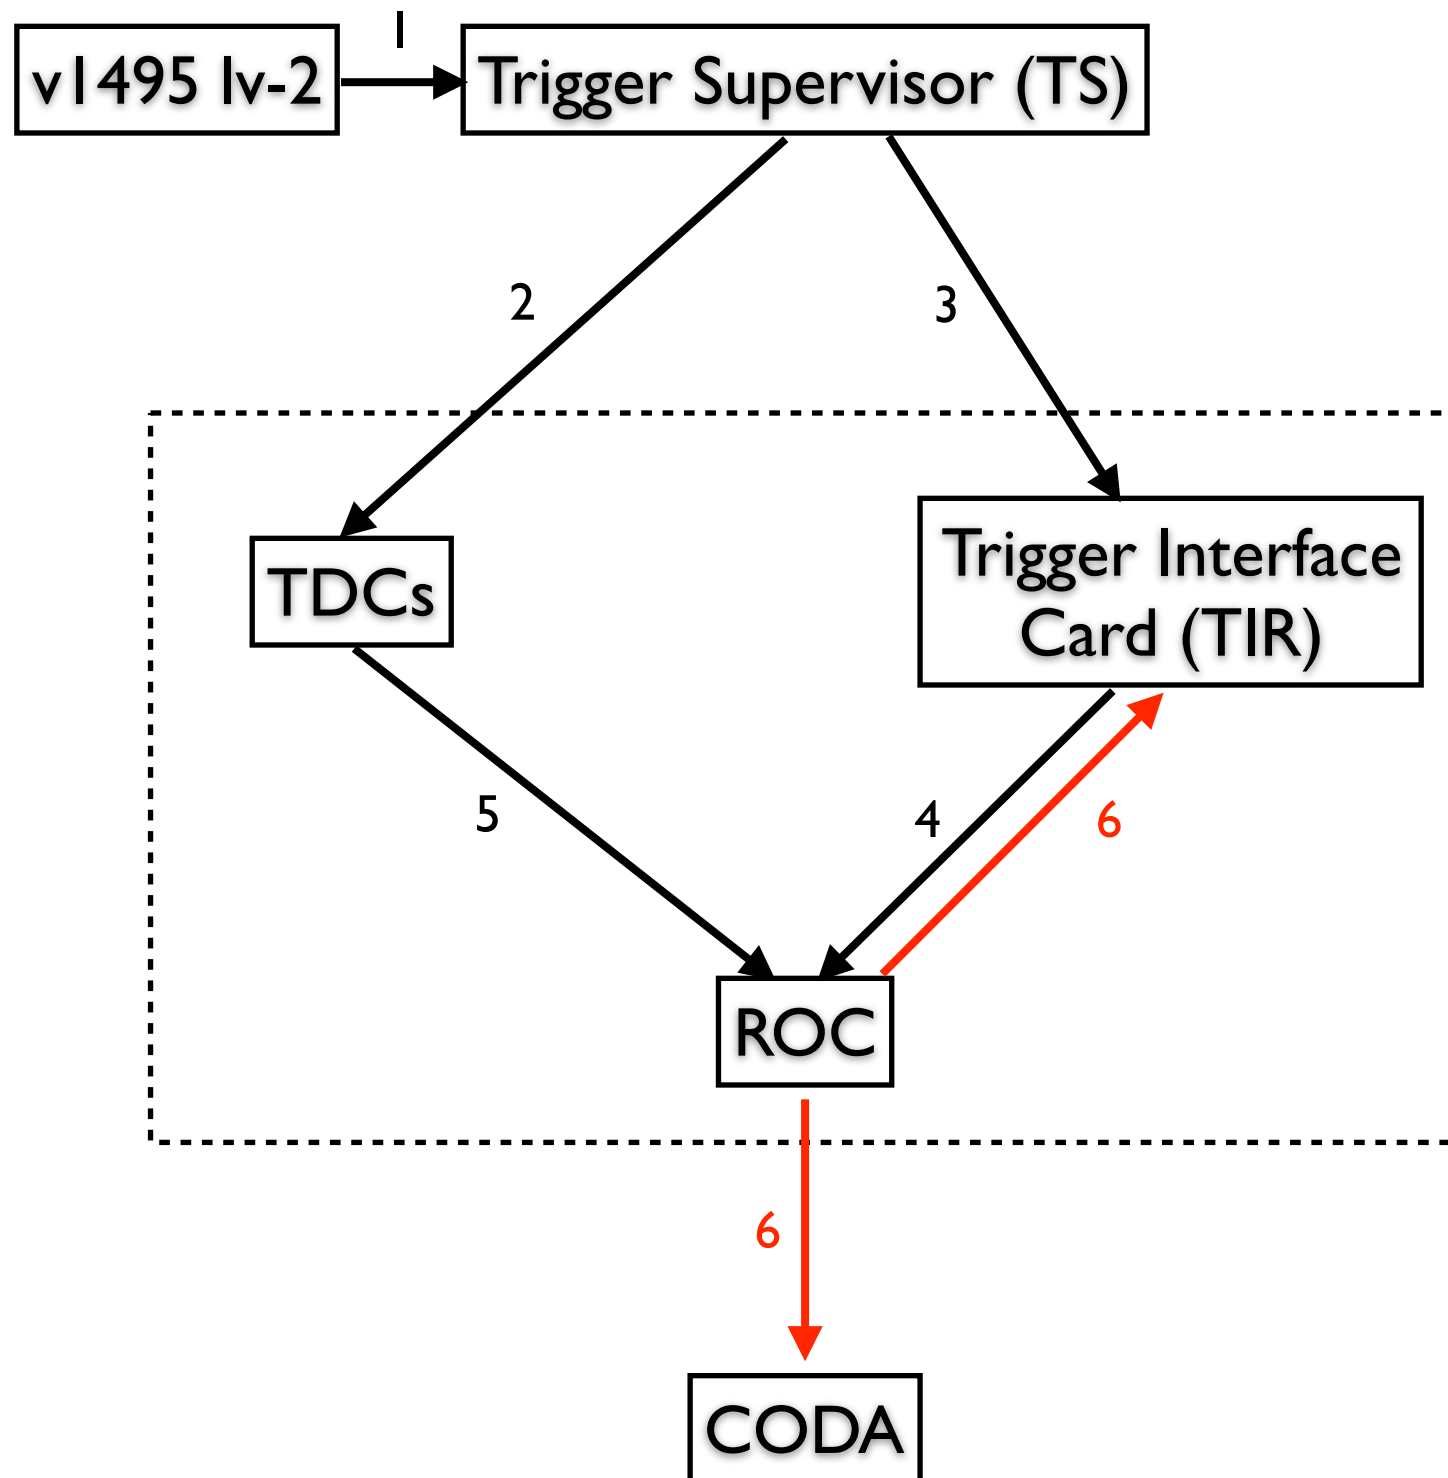 1
v1495 lv-2
Trigger Supervisor (TS)
2
3
TDCs
Trigger Interface
Card (TIR)
5
4
6
ROC
6
CODA